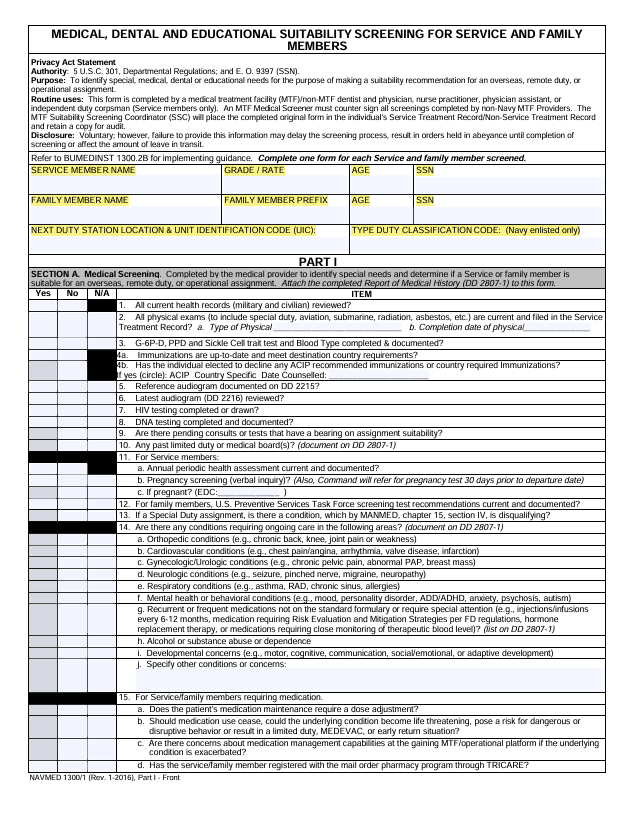 MEDICAL, DENTAL AND EDUCATIONAL SUITABILITY SCREENING FOR SERVICE AND FAMILY
MEMBERS
Privacy Act Statement
Authority: 5 U.S.C. 301, Departmental Regulations; and E. O. 9397 (SSN).
Purpose: To identify special, medical, dental or educational needs for the purpose of making a suitability recommendation for an overseas, remote duty, or
operational assignment.
Routine uses: This form is completed by a medical treatment facility (MTF)/non-MTF dentist and physician, nurse practitioner, physician assistant, or
independent duty corpsman (Service members only). An MTF Medical Screener must counter sign all screenings completed by non-Navy MTF Providers. The
MTF Suitability Screening Coordinator (SSC) will place the completed original form in the individual's Service Treatment Record/Non-Service Treatment Record
and retain a copy for audit.
Disclosure: Voluntary; however, failure to provide this information may delay the screening process, result in orders held in abeyance until completion of
screening or affect the amount of leave in transit.
Refer to BUMEDINST 1300.2B for implementing guidance. Complete one form for each Service and family member screened.
SERVICE MEMBER NAME GRADE / RATE AGE SSN
FAMILY MEMBER NAME FAMILY MEMBER PREFIX AGE SSN
NEXT DUTY STATION LOCATION & UNIT IDENTIFICATION CODE (UIC): TYPE DUTY CLASSIFICATION CODE: (Navy enlisted only)
PART I
SECTION A. Medical Screening. Completed by the medical provider to identify special needs and determine if a Service or family member is
suitable for an overseas, remote duty, or operational assignment. Attach the completed Report of Medical History (DD 2807-1) to this form.
Yes No N/A ITEM
1. All current health records (military and civilian) reviewed?
2. All physical exams (to include special duty, aviation, submarine, radiation, asbestos, etc.) are current and filed in the Service
Treatment Record? a. Type of Physical ____ b. Completion date of physical____
3. G-6P-D, PPD and Sickle Cell trait test and Blood Type completed & documented?
4a. Immunizations are up-to-date and meet destination country requirements?
4b. Has the individual elected to decline any ACIP recommended immunizations or country required Immunizations?
If yes (circle): ACIP Country Specific Date Counselled: ____
5. Reference audiogram documented on DD 2215?
6. Latest audiogram (DD 2216) reviewed?
7. HIV testing completed or drawn?
8. DNA testing completed and documented?
9. Are there pending consults or tests that have a bearing on assignment suitability?
10. Any past limited duty or medical board(s)? (document on DD 2807-1)
11. For Service members:
a. Annual periodic health assessment current and documented?
b. Pregnancy screening (verbal inquiry)? (Also, Command will refer for pregnancy test 30 days prior to departure date)
c. If pregnant? (EDC:____ )
12. For family members, U.S. Preventive Services Task Force screening test recommendations current and documented?
13. If a Special Duty assignment, is there a condition, which by MANMED, chapter 15, section IV, is disqualifying?
14. Are there any conditions requiring ongoing care in the following areas? (document on DD 2807-1)
a. Orthopedic conditions (e.g., chronic back, knee, joint pain or weakness)
b. Cardiovascular conditions (e.g., chest pain/angina, arrhythmia, valve disease, infarction)
c. Gynecologic/Urologic conditions (e.g., chronic pelvic pain, abnormal PAP, breast mass)
d. Neurologic conditions (e.g., seizure, pinched nerve, migraine, neuropathy)
e. Respiratory conditions (e.g., asthma, RAD, chronic sinus, allergies)
f. Mental health or behavioral conditions (e.g., mood, personality disorder, ADD/ADHD, anxiety, psychosis, autism)
g. Recurrent or frequent medications not on the standard formulary or require special attention (e.g., injections/infusions
every 6-12 months, medication requiring Risk Evaluation and Mitigation Strategies per FD regulations, hormone
replacement therapy, or medications requiring close monitoring of therapeutic blood level)? (list on DD 2807-1)
h. Alcohol or substance abuse or dependence
i. Developmental concerns (e.g., motor, cognitive, communication, social/emotional, or adaptive development)
j. Specify other conditions or concerns:
15. For Service/family members requiring medication.
a. Does the patient's medication maintenance require a dose adjustment?
b. Should medication use cease, could the underlying condition become life threatening, pose a risk for dangerous or
disruptive behavior or result in a limited duty, MEDEVAC, or early return situation?
c. Are there concerns about medication management capabilities at the gaining MTF/operational platform if the underlying
condition is exacerbated?
d. Has the service/family member registered with the mail order pharmacy program through TRICARE?
NAVMED 1300/1 (Rev. 1-2016), Part I - Front